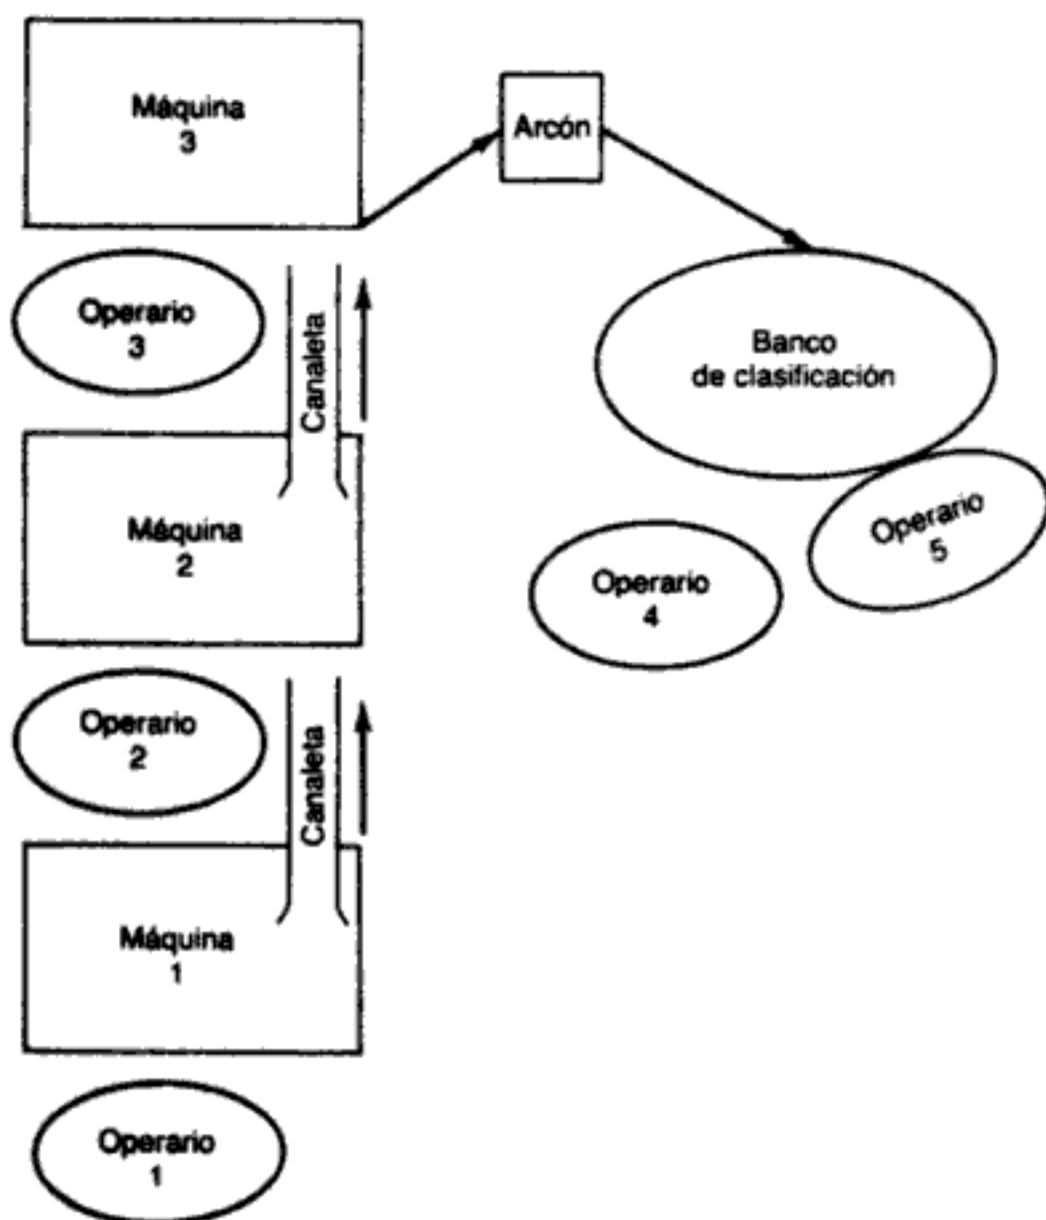 Máquina
3
Arcón
Operario
3
Canaleta
Banco
de clasificación
Máquina
2
Operario
5
Operario
4
Operario
2
Canaleta
Máquina
1
Operario
1